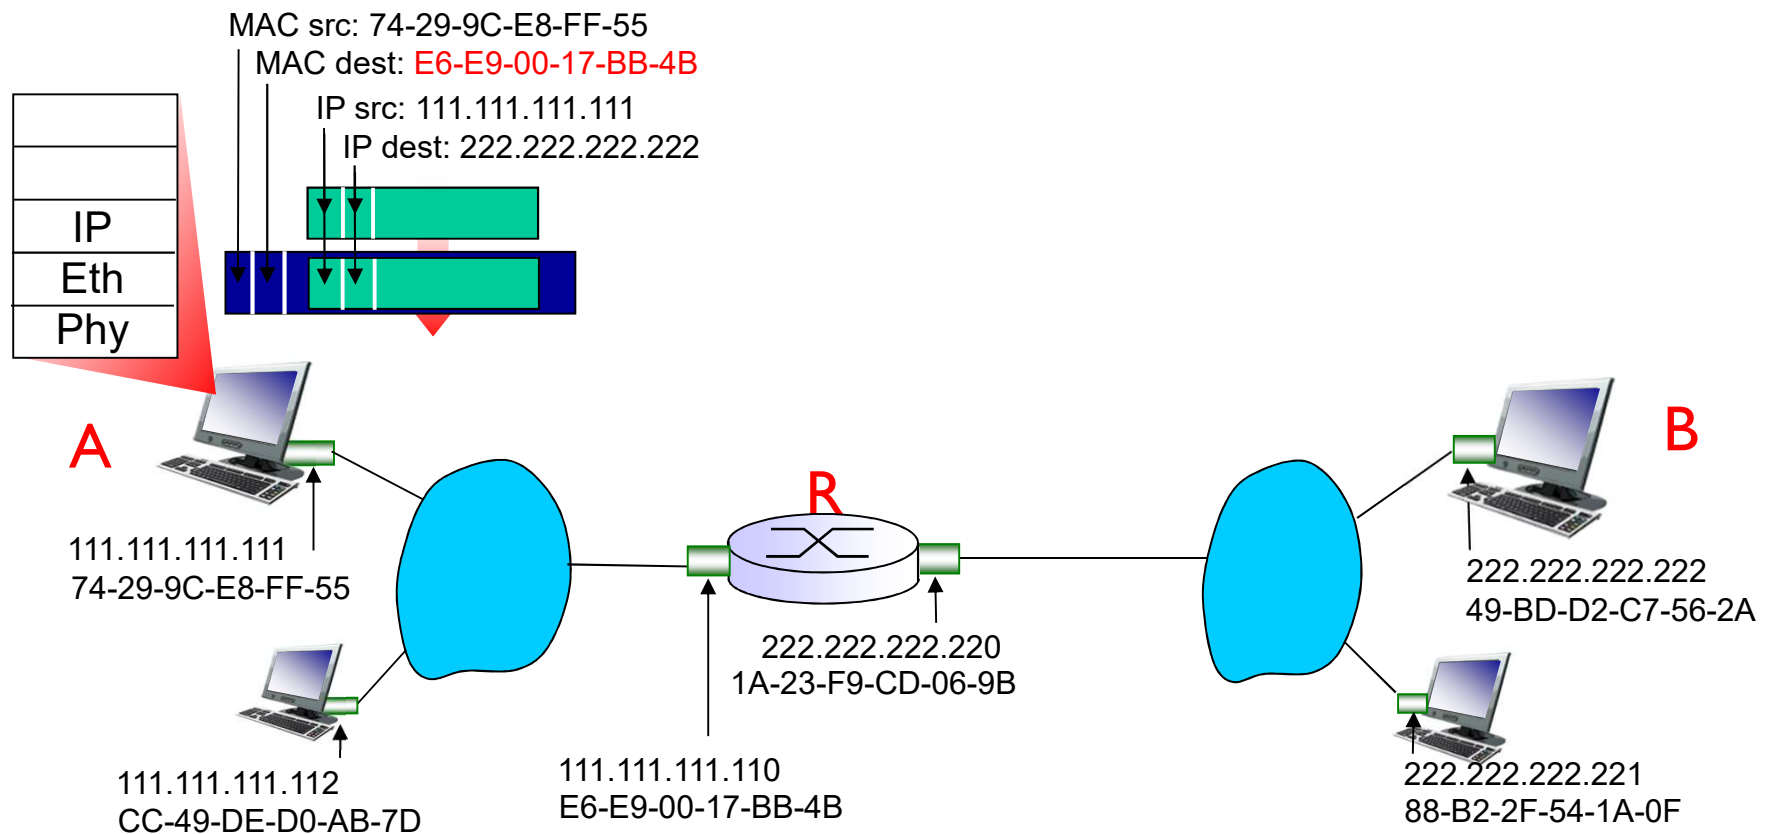 MAC src: 74-29-9C-E8-FF-55
MAC dest: E6-E9-00-17-BB-4B
IP src: 111.111.111.111
IP dest: 222.222.222.222
IP
Eth
Phy
A
R
B
111.111.111.111
74-29-9C-E8-FF-55
222.222.222.222
49-BD-D2-C7-56-2A
222.222.222.220
1A-23-F9-CD-06-9B
111.111.111.112
CC-49-DE-D0-AB-7D
111.111.111.110
E6-E9-00-17-BB-4B
222.222.222.221
88-B2-2F-54-1A-0F